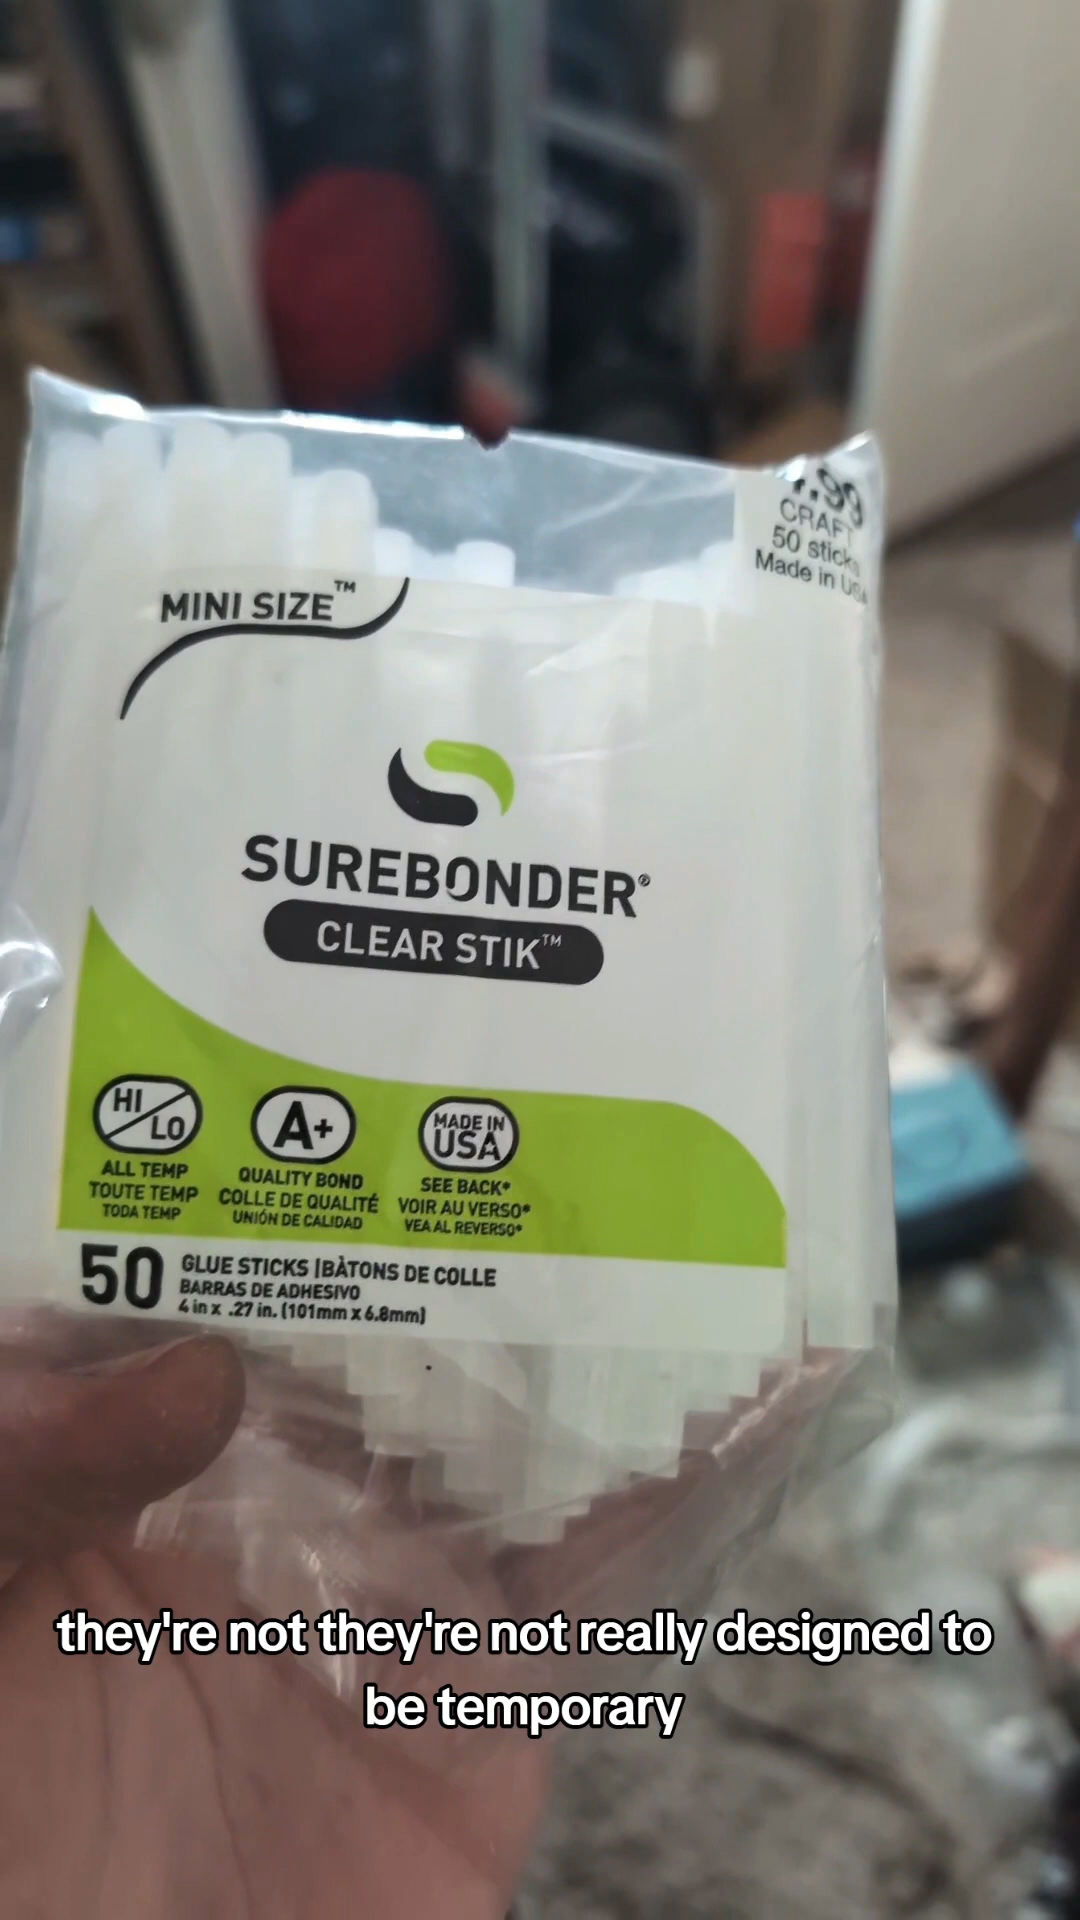 .99
CRAFT
50 sticks
Made in USA
MINI SIZE™
SUREBONDER®
CLEAR STIK™
HI/LO
ALL TEMP
TOUTE TEMP
TODA TEMP
A+
QUALITY BOND
COLLE DE QUALITÉ
UNIÓN DE CALIDAD
MADE IN
USA
SEE BACK*
VOIR AU VERSO*
VEA AL REVERSO*
50 GLUE STICKS | BÀTONS DE COLLE
BARRAS DE ADHESIVO
4 in x .27 in. (101mm x 6.8mm)
they're not they're not really designed to
be temporary